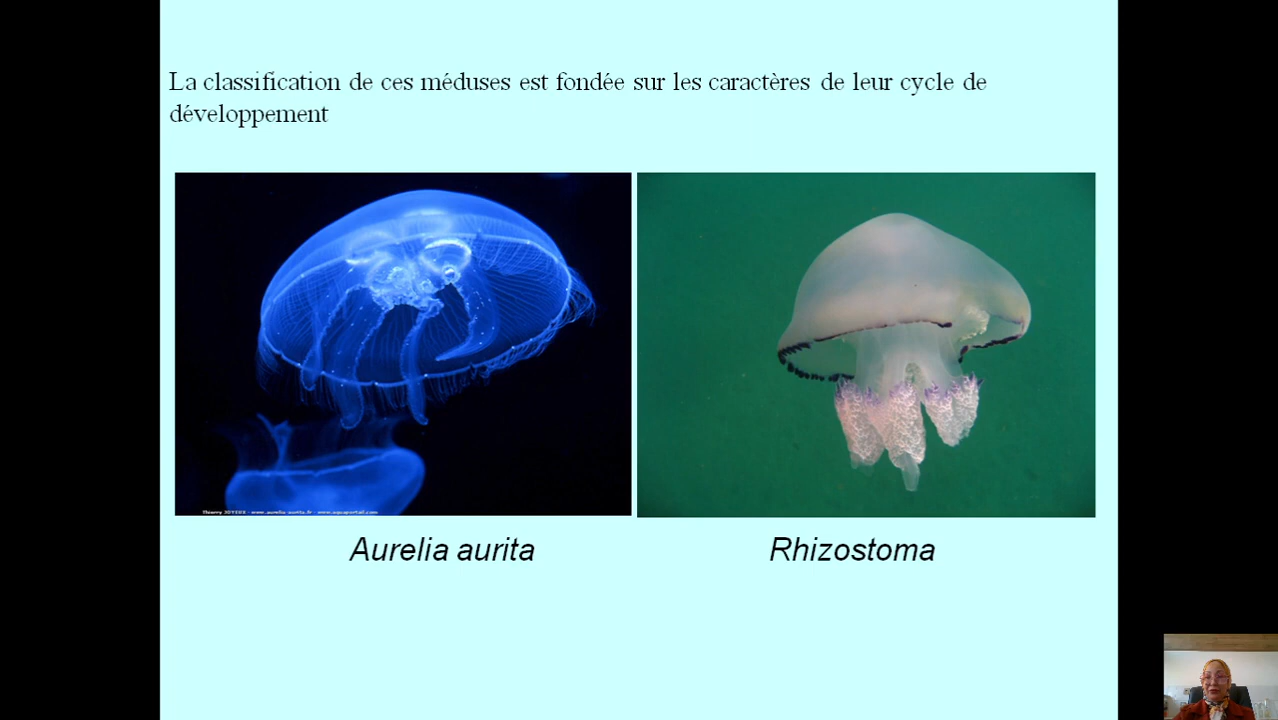 La classification de ces méduses est fondée sur les caractères de leur cycle de
développement
Aurelia aurita
Rhizostoma